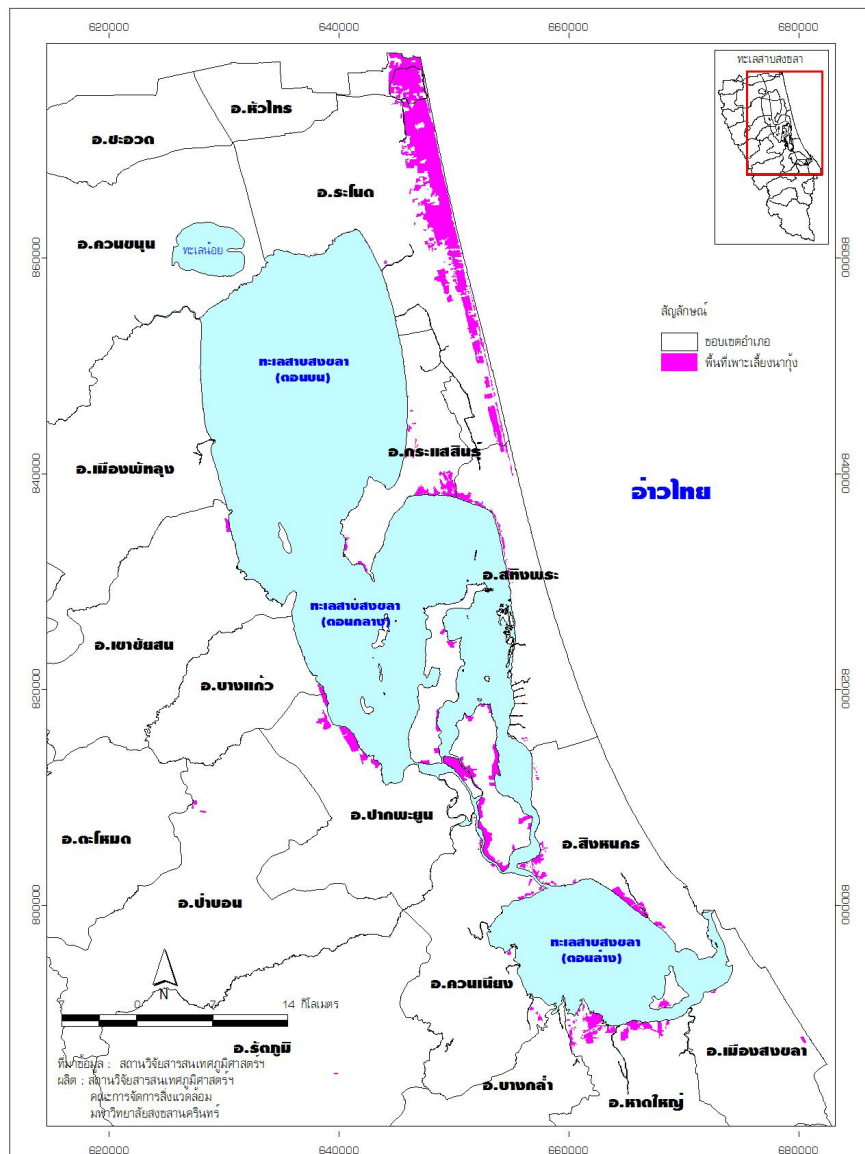 620000 640000 660000 680000
ทะเลสาบสงขลา
อ.หัวไทร
อ.ชะอวด
อ.ระโนด
อ.ควนขนุน
ทะเลน้อย
860000
860000
สัญลักษณ์
ขอบเขตอำเภอ
พื้นที่เพาะเลี้ยงนากุ้ง
ทะเลสาบสงขลา
(ตอนบน)
อ.กระแสสินธุ์
อ.เมืองพัทลุง
840000
840000
อ่าวไทย
อ.สทิงพระ
ทะเลสาบสงขลา
(ตอนกลาง)
อ.เขาชัยสน
อ.บางแก้ว
820000
820000
อ.ปากพะยูน
อ.ตะโหมด
อ.สิงหนคร
อ.ป่าบอน
800000
800000
ทะเลสาบสงขลา
(ตอนล่าง)
อ.ควนเนียง
N
7 0 7 14 กิโลเมตร
อ.รัตภูมิ
อ.เมืองสงขลา
ที่มาข้อมูล : สถานวิจัยสารสนเทศภูมิศาสตร์ฯ
ผลิต : สถานวิจัยสารสนเทศภูมิศาสตร์ฯ
คณะการจัดการสิ่งแวดล้อม
มหาวิทยาลัยสงขลานครินทร์
อ.บางกล่ำ
อ.หาดใหญ่
620000 640000 660000 680000